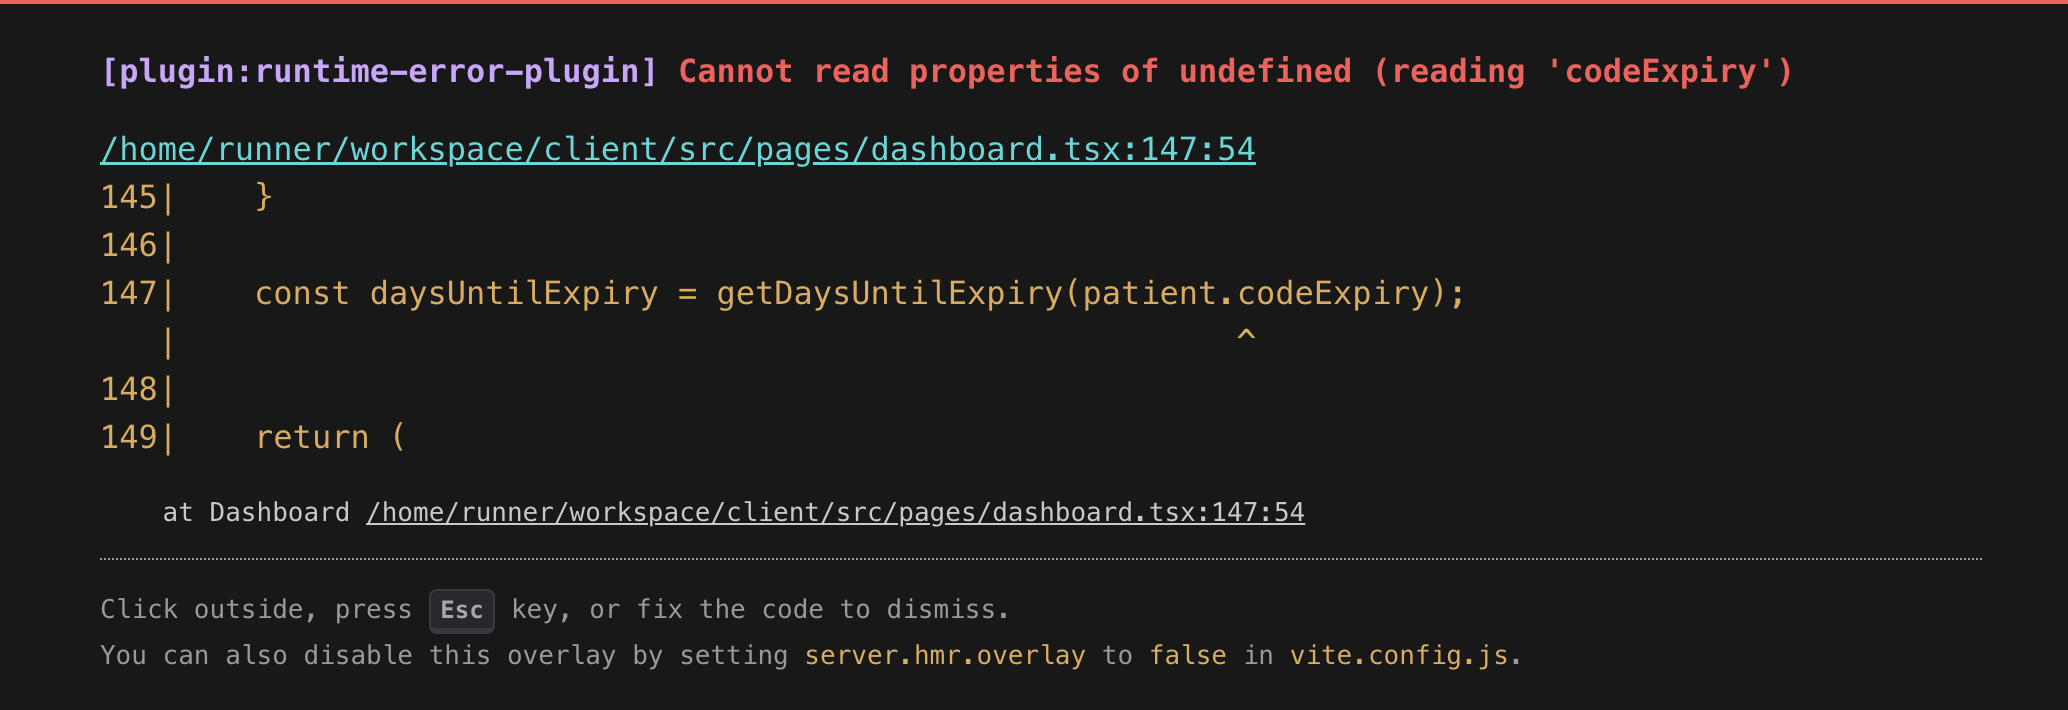 [plugin:runtime-error-plugin] Cannot read properties of undefined (reading 'codeExpiry')
/home/runner/workspace/client/src/pages/dashboard.tsx:147:54
145|    }
146|
147|    const daysUntilExpiry = getDaysUntilExpiry(patient.codeExpiry);
   |                                                       ^
148|
149|    return (
    at Dashboard /home/runner/workspace/client/src/pages/dashboard.tsx:147:54
Click outside, press Esc key, or fix the code to dismiss.
You can also disable this overlay by setting server.hmr.overlay to false in vite.config.js.